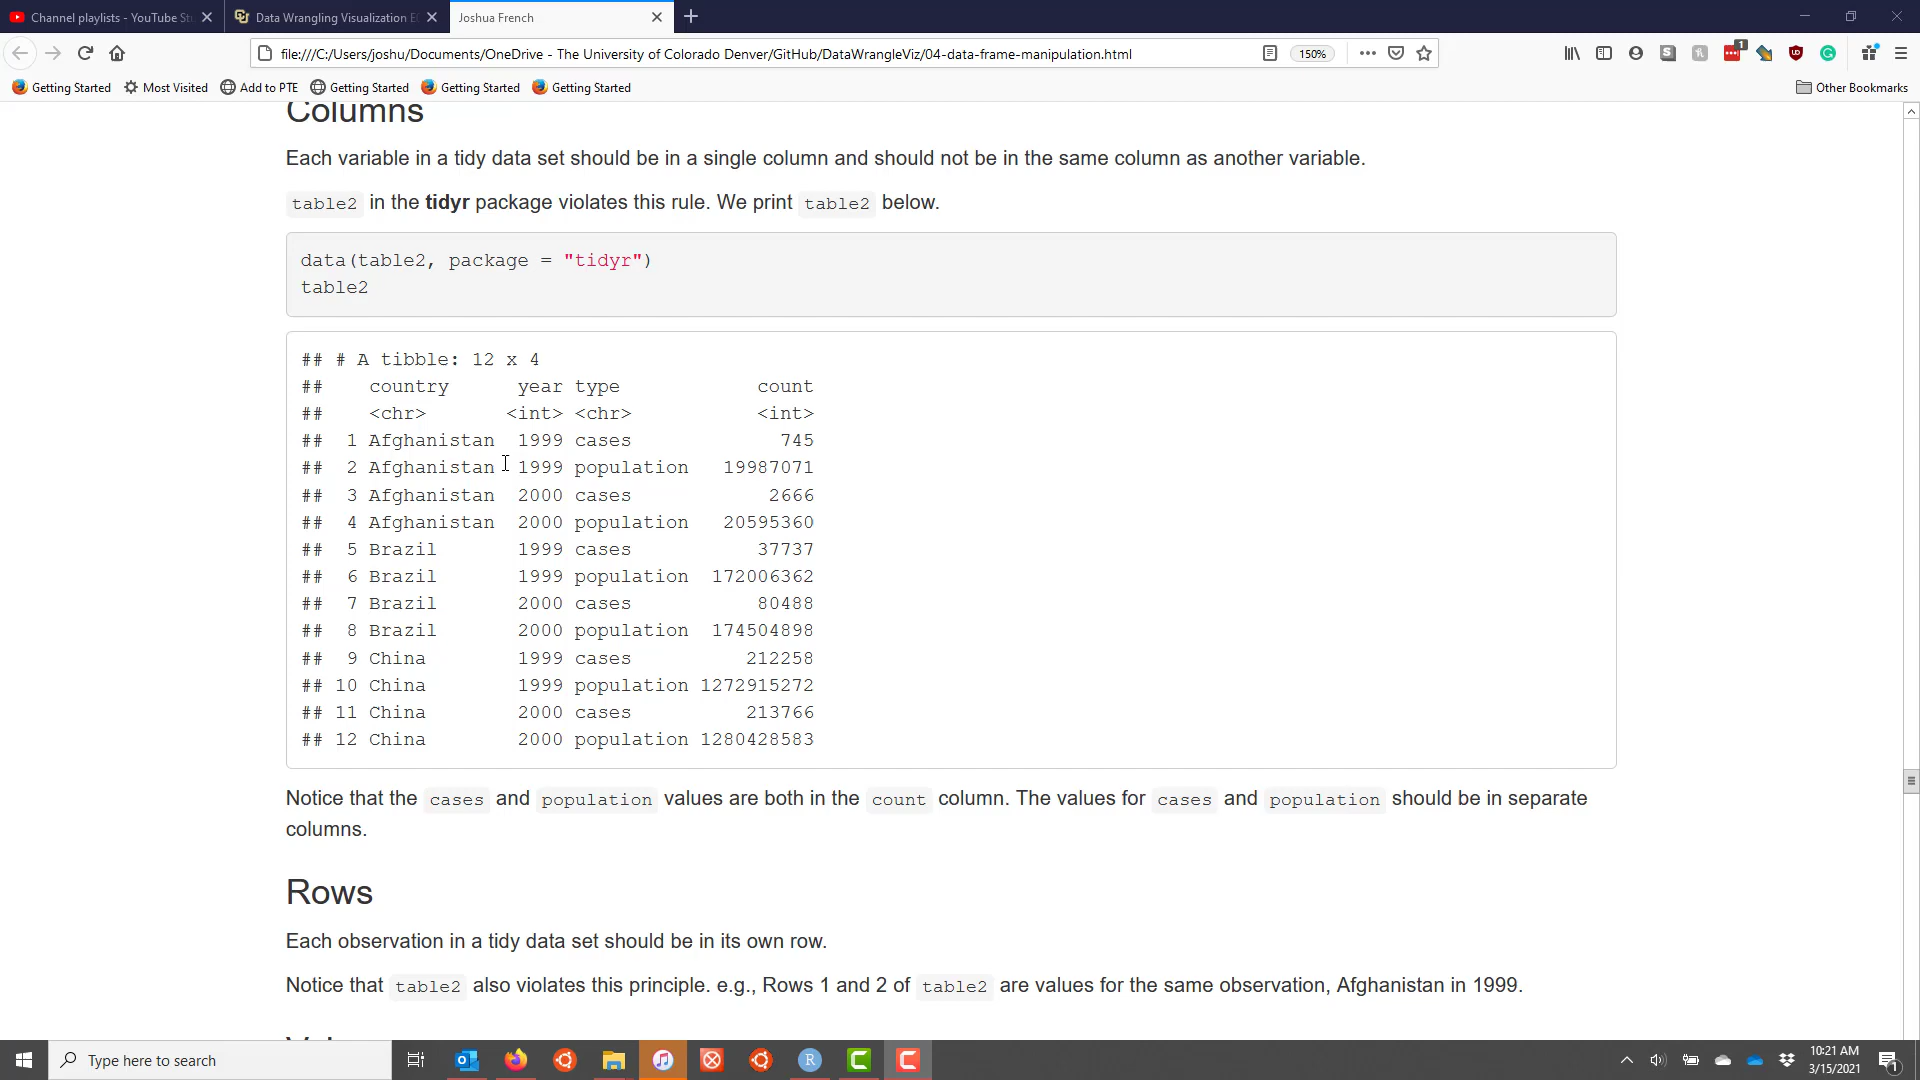 Channel playlists - YouTube St
Data Wrangling Visualization E
Joshua French
file:///C:/Users/joshu/Documents/OneDrive - The University of Colorado Denver/GitHub/DataWrangleViz/04-data-frame-manipulation.html
150%
1
Getting Started
Most Visited
Add to PTE
Getting Started
Getting Started
Getting Started
Other Bookmarks
Columns
Each variable in a tidy data set should be in a single column and should not be in the same column as another variable.
table2 in the tidyr package violates this rule. We print table2 below.
data(table2, package = "tidyr")
table2
## # A tibble: 12 x 4
##    country      year type            count
##    <chr>       <int> <chr>           <int>
##  1 Afghanistan  1999 cases             745
##  2 Afghanistan  1999 population   19987071
##  3 Afghanistan  2000 cases            2666
##  4 Afghanistan  2000 population   20595360
##  5 Brazil       1999 cases           37737
##  6 Brazil       1999 population  172006362
##  7 Brazil       2000 cases           80488
##  8 Brazil       2000 population  174504898
##  9 China        1999 cases          212258
## 10 China        1999 population 1272915272
## 11 China        2000 cases          213766
## 12 China        2000 population 1280428583
Notice that the cases and population values are both in the count column. The values for cases and population should be in separate
columns.
Rows
Each observation in a tidy data set should be in its own row.
Notice that table2 also violates this principle. e.g., Rows 1 and 2 of table2 are values for the same observation, Afghanistan in 1999.
Type here to search
10:21 AM
3/15/2021
1